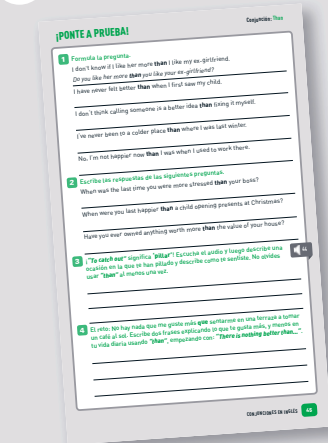 Conjunción: Than
¡PONTE A PRUEBA!
1 Formula la pregunta.
I don't know if I like her more than I like my ex-girlfriend.
Do you like her more than you like your ex-girlfriend?
I have never felt better than when I first saw my child.
I don't think calling someone is a better idea than fixing it myself.
I've never been to a colder place than where I was last winter.
No, I'm not happier now than I was when I used to work there.
2 Escribe las respuestas de las siguientes preguntas.
When was the last time you were more stressed than your boss?
When were you last happier than a child opening presents at Christmas?
Have you ever owned anything worth more than the value of your house?
3 ¡"To catch out" significa "pillar"! Escucha el audio y luego describe una
ocasión en la que te han pillado y describe como te sentiste. No olvides
usar "than" al menos una vez.
4 El reto: No hay nada que me guste más que sentarme en una terraza a tomar
un café al sol. Escribe dos frases explicando lo que te gusta más, y menos en
tu vida diaria usando "than", empezando con: "There is nothing better than...".
CONJUNCIONES EN INGLÉS